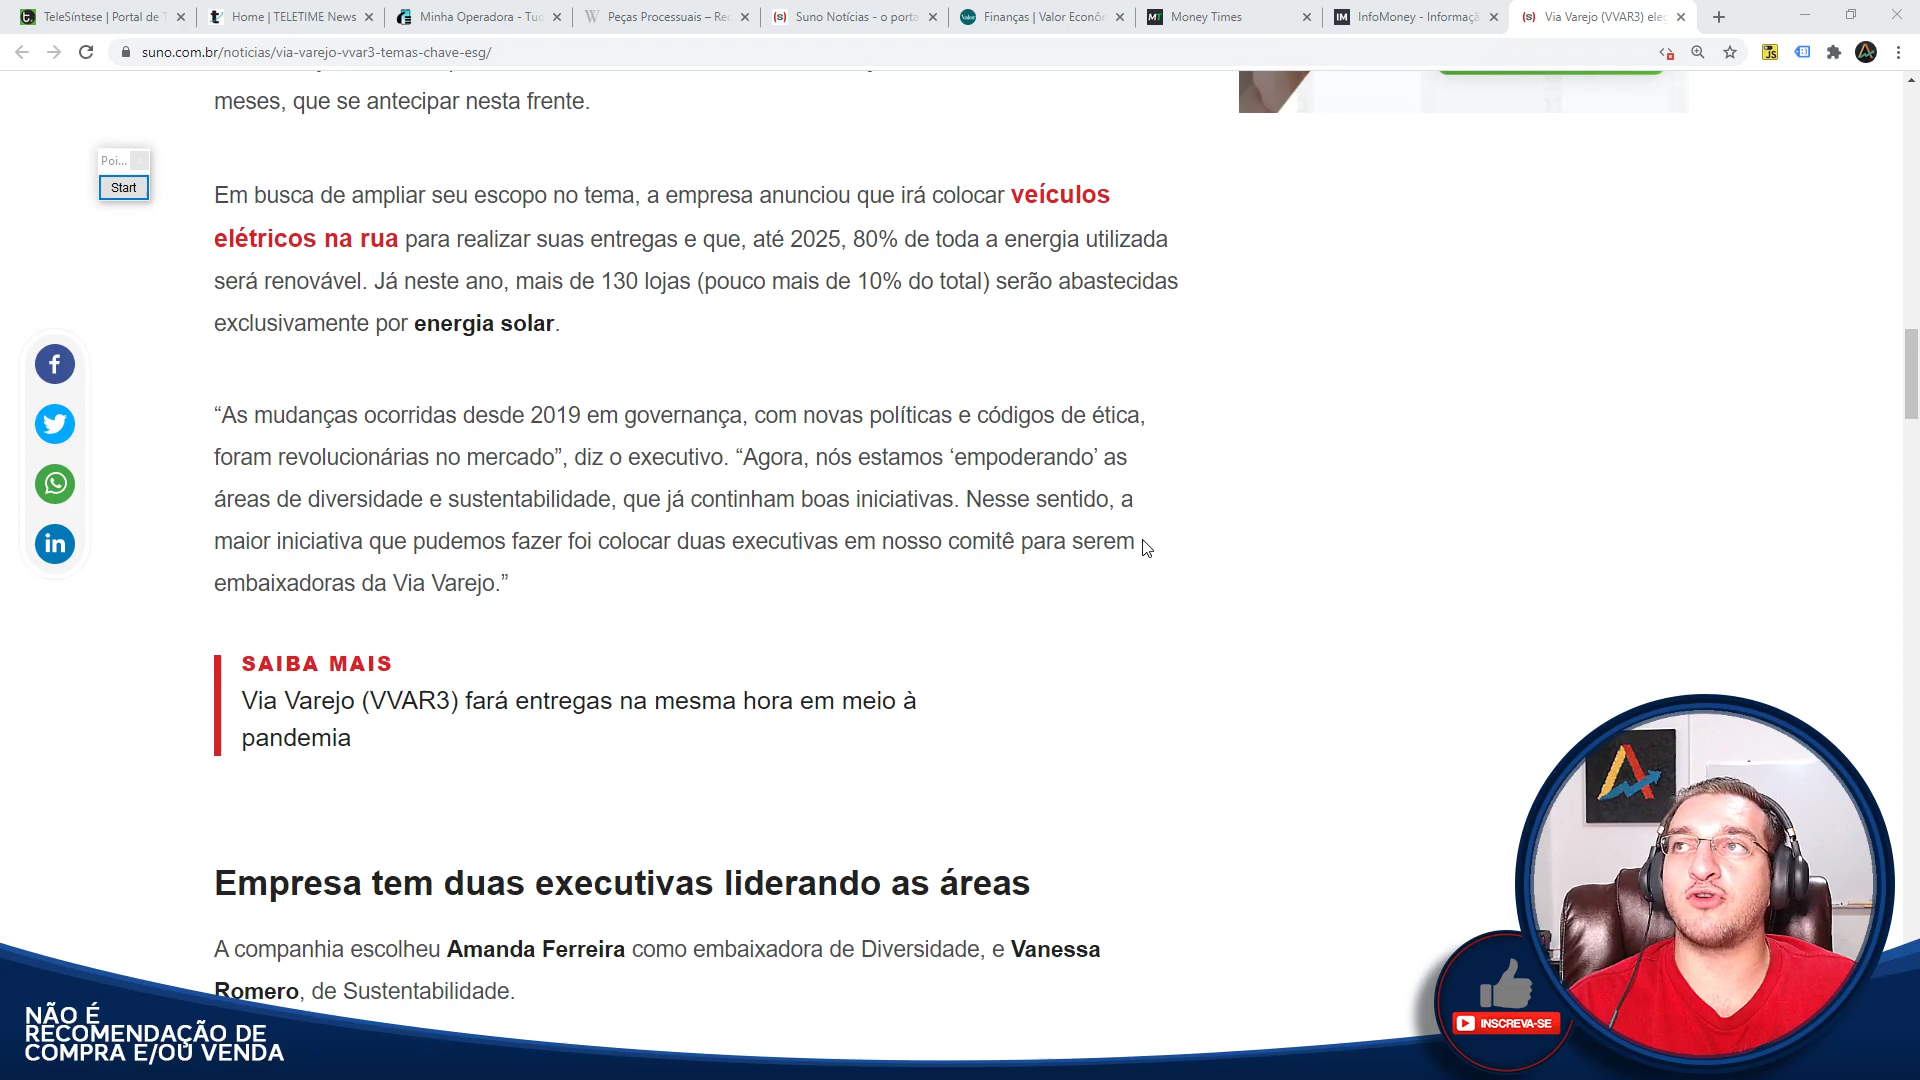 TeleSíntese | Portal de T
Home | TELETIME News
Minha Operadora - Tuc
Peças Processuais – Rec
Suno Notícias - o porta
Finanças | Valor Econôm
Money Times
InfoMoney - Informaçã
Via Varejo (VVAR3) eleg
suno.com.br/noticias/via-varejo-vvar3-temas-chave-esg/
meses, que se antecipar nesta frente.
Poi...
Start
Em busca de ampliar seu escopo no tema, a empresa anunciou que irá colocar veículos
elétricos na rua para realizar suas entregas e que, até 2025, 80% de toda a energia utilizada
será renovável. Já neste ano, mais de 130 lojas (pouco mais de 10% do total) serão abastecidas
exclusivamente por energia solar.
“As mudanças ocorridas desde 2019 em governança, com novas políticas e códigos de ética,
foram revolucionárias no mercado”, diz o executivo. “Agora, nós estamos ‘empoderando’ as
áreas de diversidade e sustentabilidade, que já continham boas iniciativas. Nesse sentido, a
maior iniciativa que pudemos fazer foi colocar duas executivas em nosso comitê para serem
embaixadoras da Via Varejo.”
SAIBA MAIS
Via Varejo (VVAR3) fará entregas na mesma hora em meio à
pandemia
Empresa tem duas executivas liderando as áreas
A companhia escolheu Amanda Ferreira como embaixadora de Diversidade, e Vanessa
Romero, de Sustentabilidade.
NÃO É
RECOMENDAÇÃO DE
COMPRA E/OU VENDA
INSCREVA-SE